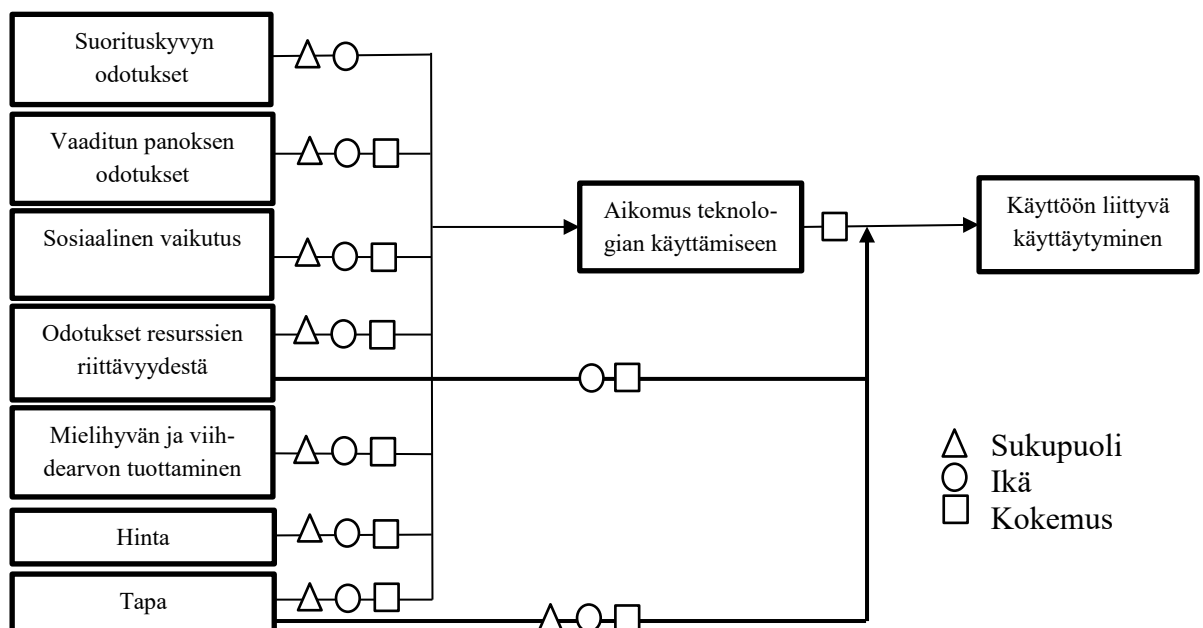 Suorituskyvyn
odotukset
Vaaditun panoksen
odotukset
Sosiaalinen vaikutus
Odotukset resurssien
riittävyydestä
Mielihyvän ja viih-
dearvon tuottaminen
Hinta
Tapa
Aikomus teknolo-
gian käyttämiseen
Käyttöön liittyvä
käyttäytyminen
Sukupuoli
Ikä
Kokemus